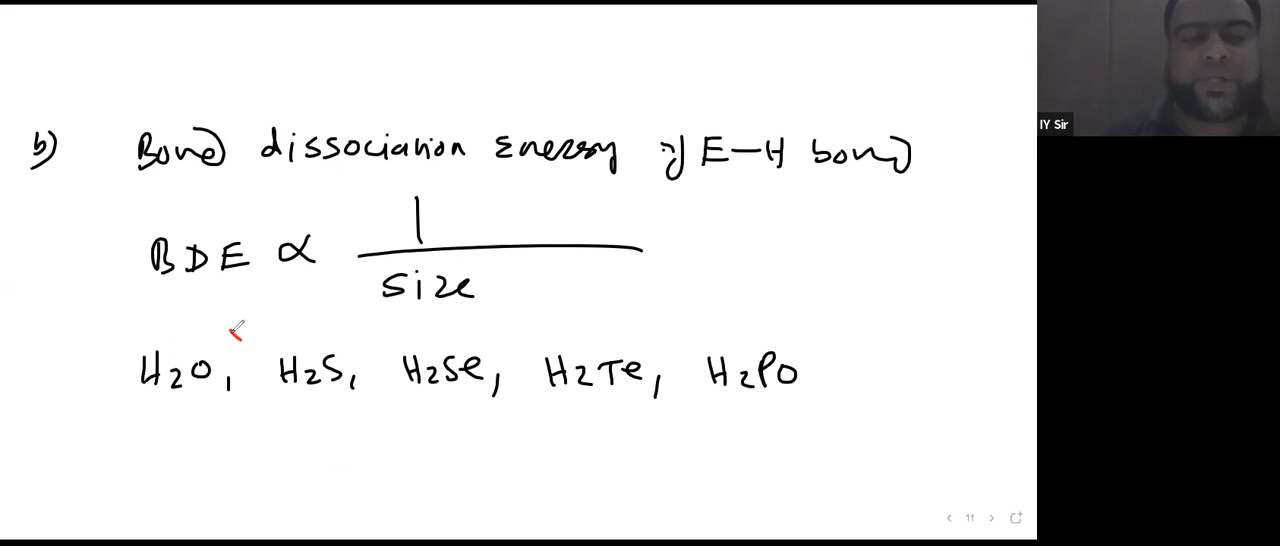 b) Bond dissociation Energy of E-H bond
BDE ∝ 1
size
H2O, H2S, H2Se, H2Te, H2Po
IY Sir
11